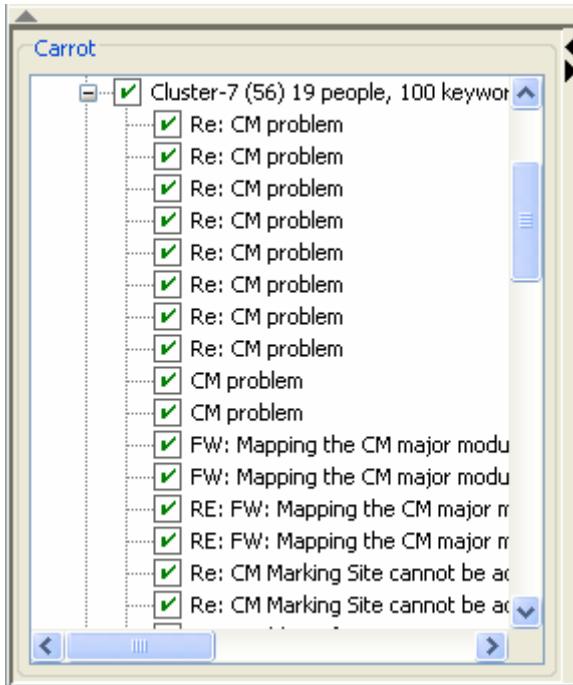 Carrot
Cluster-7 (56) 19 people, 100 keywor
Re: CM problem
Re: CM problem
Re: CM problem
Re: CM problem
Re: CM problem
Re: CM problem
Re: CM problem
Re: CM problem
CM problem
CM problem
FW: Mapping the CM major modu
FW: Mapping the CM major modu
RE: FW: Mapping the CM major m
RE: FW: Mapping the CM major m
Re: CM Marking Site cannot be ac
Re: CM Marking Site cannot be ac